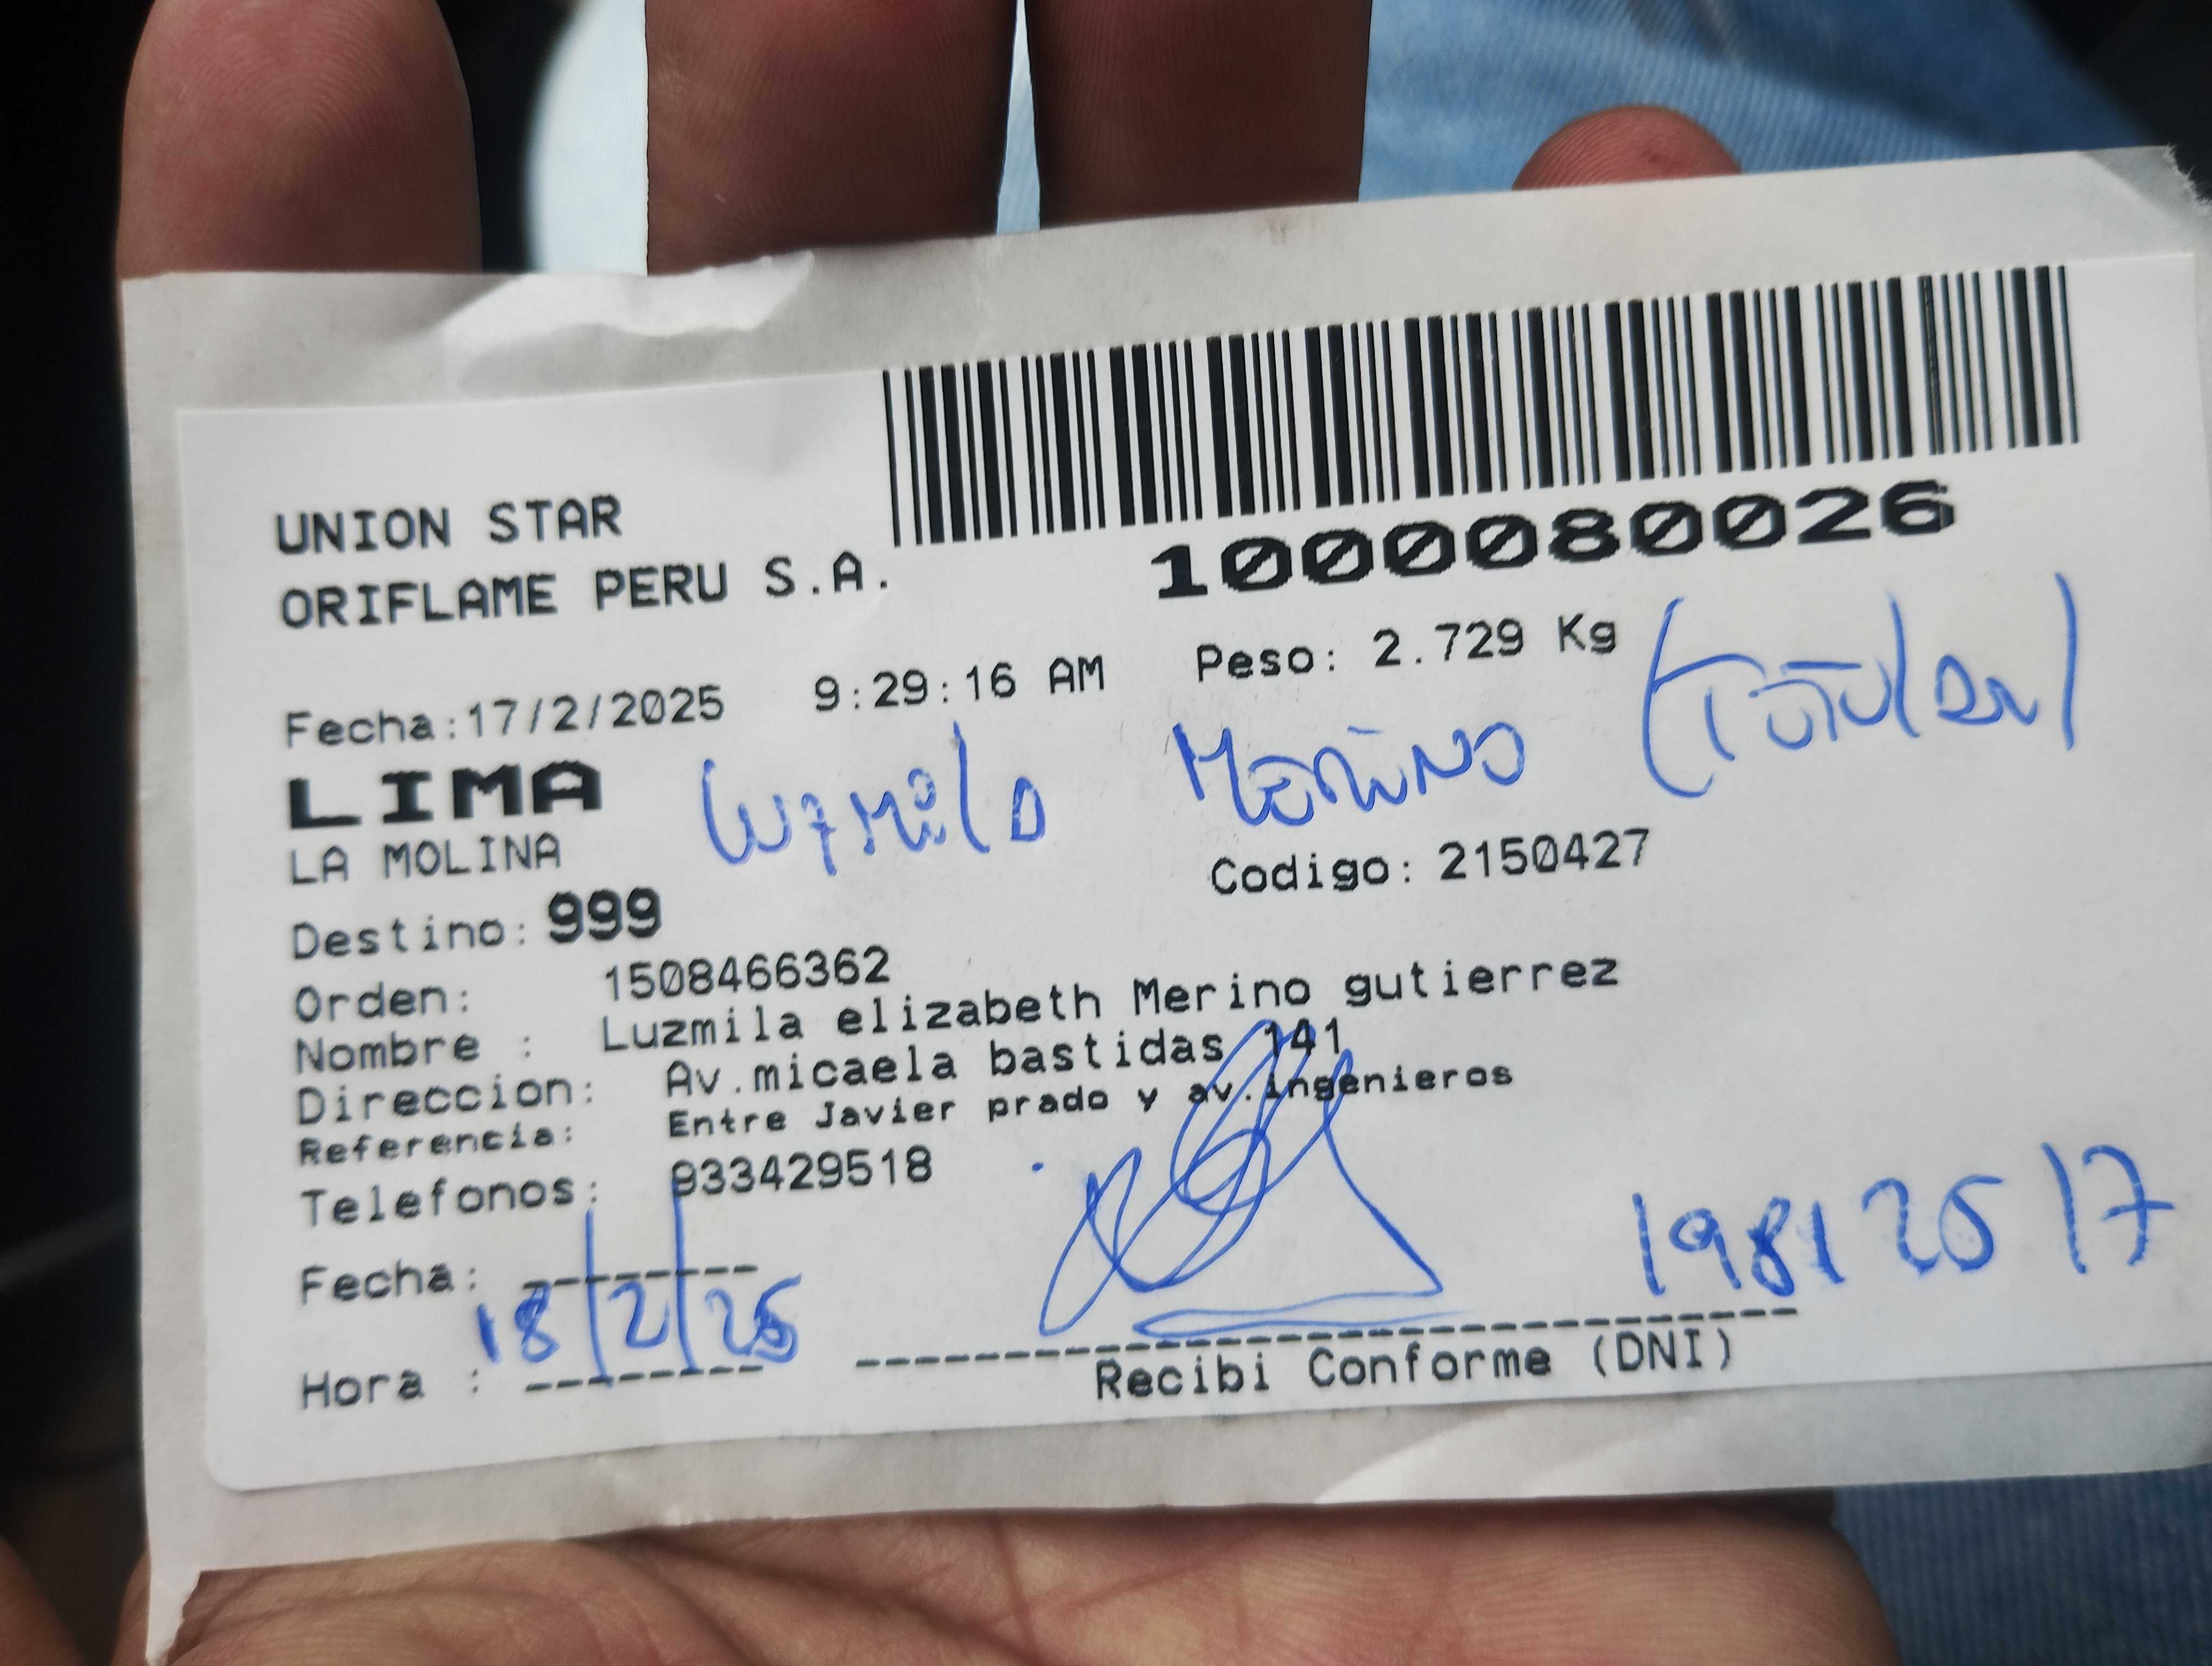 UNION STAR
ORIFLAME PERU S.A.
1000080026
Fecha:17/2/2025 9:29:16 AM Peso: 2.729 Kg
LIMA Luzmila Merino (Titular)
LA MOLINA
Codigo: 2150427
Destino: 999
Orden: 1508466362
Nombre : Luzmila elizabeth Merino gutierrez
Direccion: Av.micaela bastidas 141
Referencia: Entre Javier prado y av.ingenieros
Telefonos: 933429518
Fecha: 18/2/25
Hora :
Recibi Conforme (DNI)